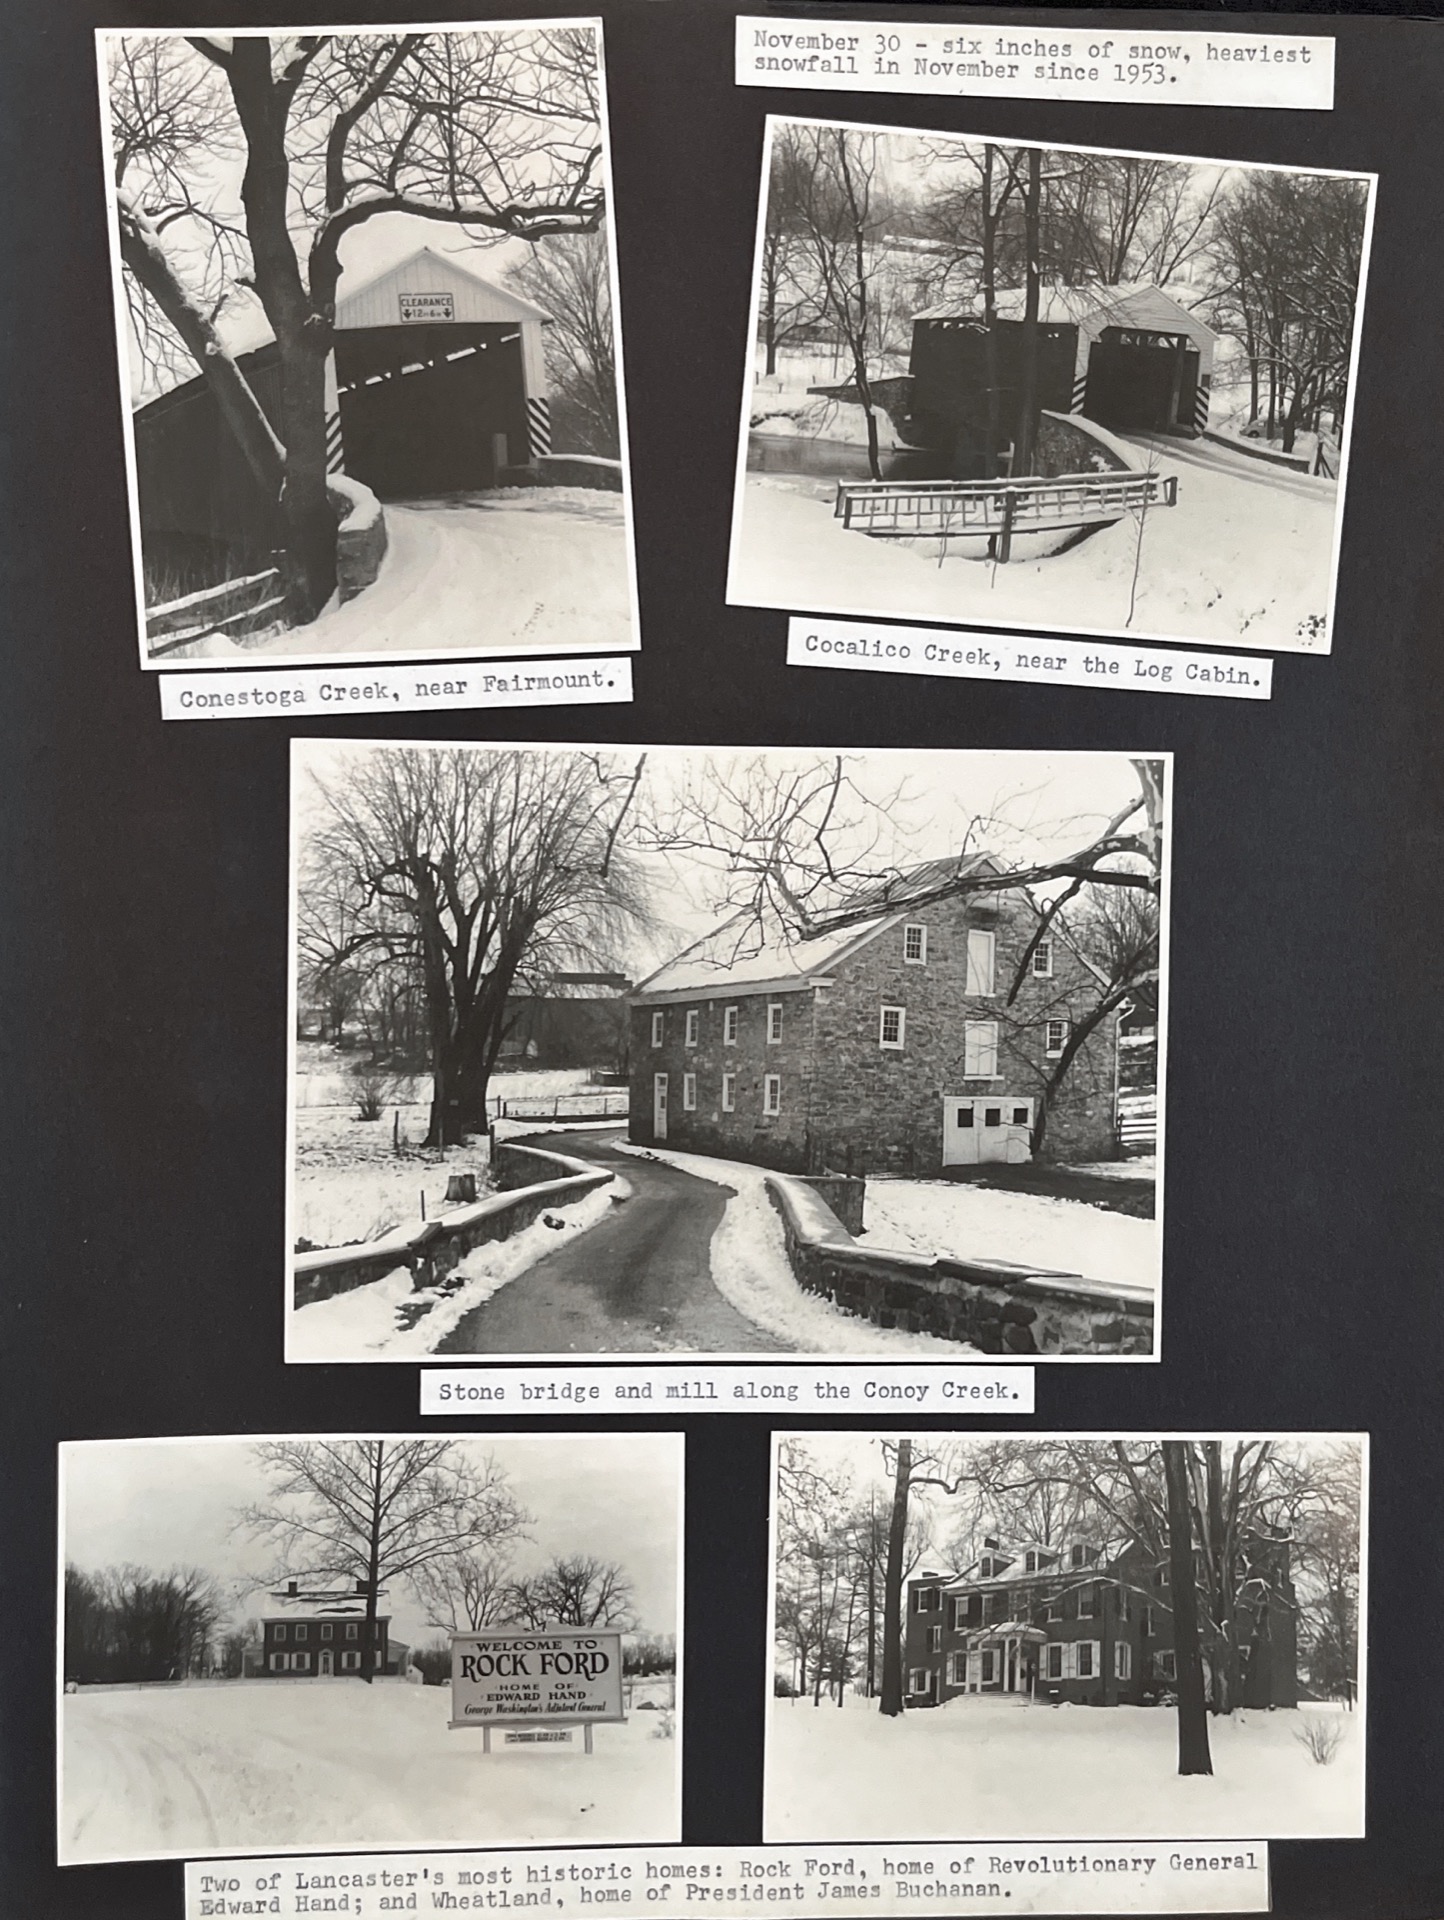 November 30 - six inches of snow, heaviest
snowfall in November since 1953.
CLEARANCE
12 FT 6 IN
Conestoga Creek, near Fairmount.
Cocalico Creek, near the Log Cabin.
Stone bridge and mill along the Conoy Creek.
WELCOME TO
ROCK FORD
HOME OF
EDWARD HAND
George Washington's Adjutant General
Two of Lancaster's most historic homes: Rock Ford, home of Revolutionary General
Edward Hand; and Wheatland, home of President James Buchanan.